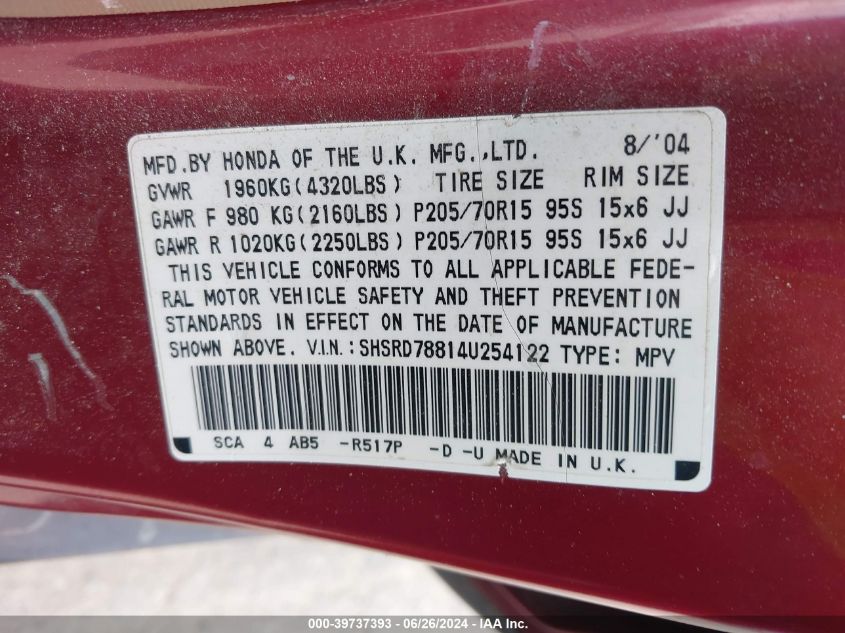 MFD.BY HONDA OF THE U.K. MFG.,LTD. 8/'04
GVWR 1960KG(4320LBS) TIRE SIZE RIM SIZE
GAWR F 980 KG(2160LBS) P205/70R15 95S 15x6 JJ
GAWR R 1020KG(2250LBS) P205/70R15 95S 15x6 JJ
THIS VEHICLE CONFORMS TO ALL APPLICABLE FEDE-
RAL MOTOR VEHICLE SAFETY AND THEFT PREVENTION
STANDARDS IN EFFECT ON THE DATE OF MANUFACTURE
SHOWN ABOVE. V.I.N.:SHSRD78814U254122 TYPE: MPV
SCA 4 AB5 -R517P -D -U MADE IN U.K.
000-39737393 - 06/26/2024 - IAA Inc.